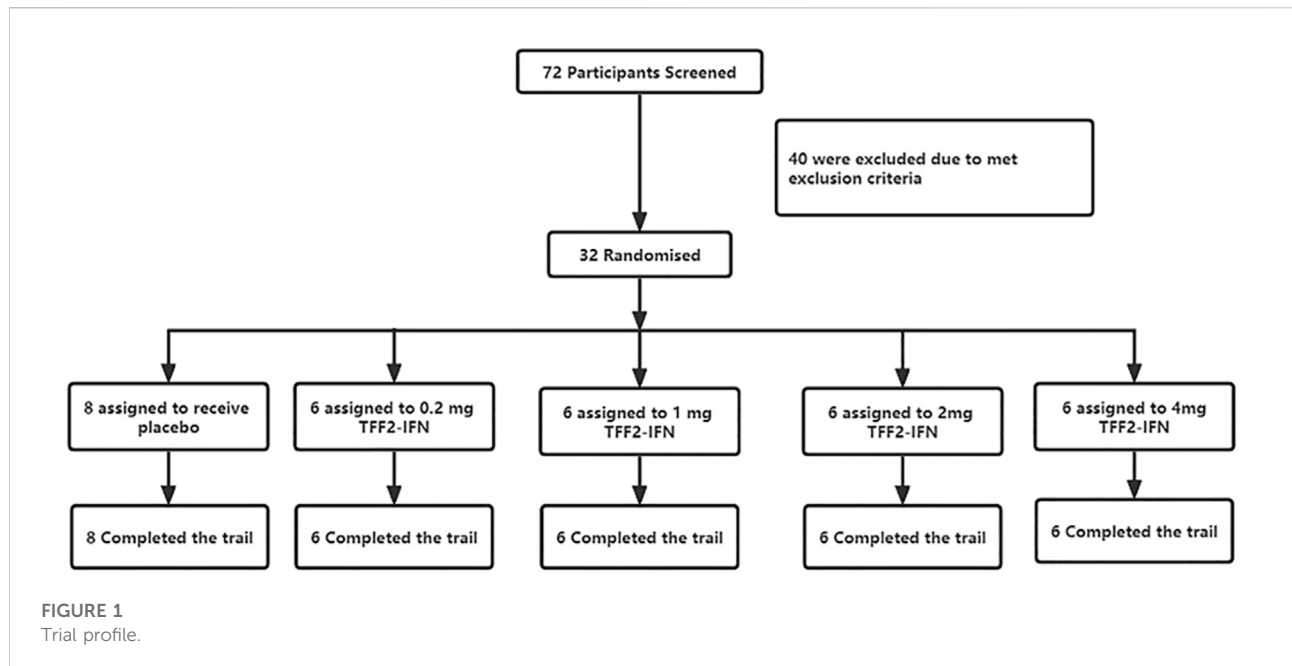 72 Participants Screened
40 were excluded due to met
exclusion criteria
32 Randomised
8 assigned to receive
placebo
6 assigned to 0.2 mg
TFF2-IFN
6 assigned to 1 mg
TFF2-IFN
6 assigned to 2mg
TFF2-IFN
6 assigned to 4mg
TFF2-IFN
8 Completed the trail
6 Completed the trail
6 Completed the trail
6 Completed the trail
6 Completed the trail
FIGURE 1
Trial profile.